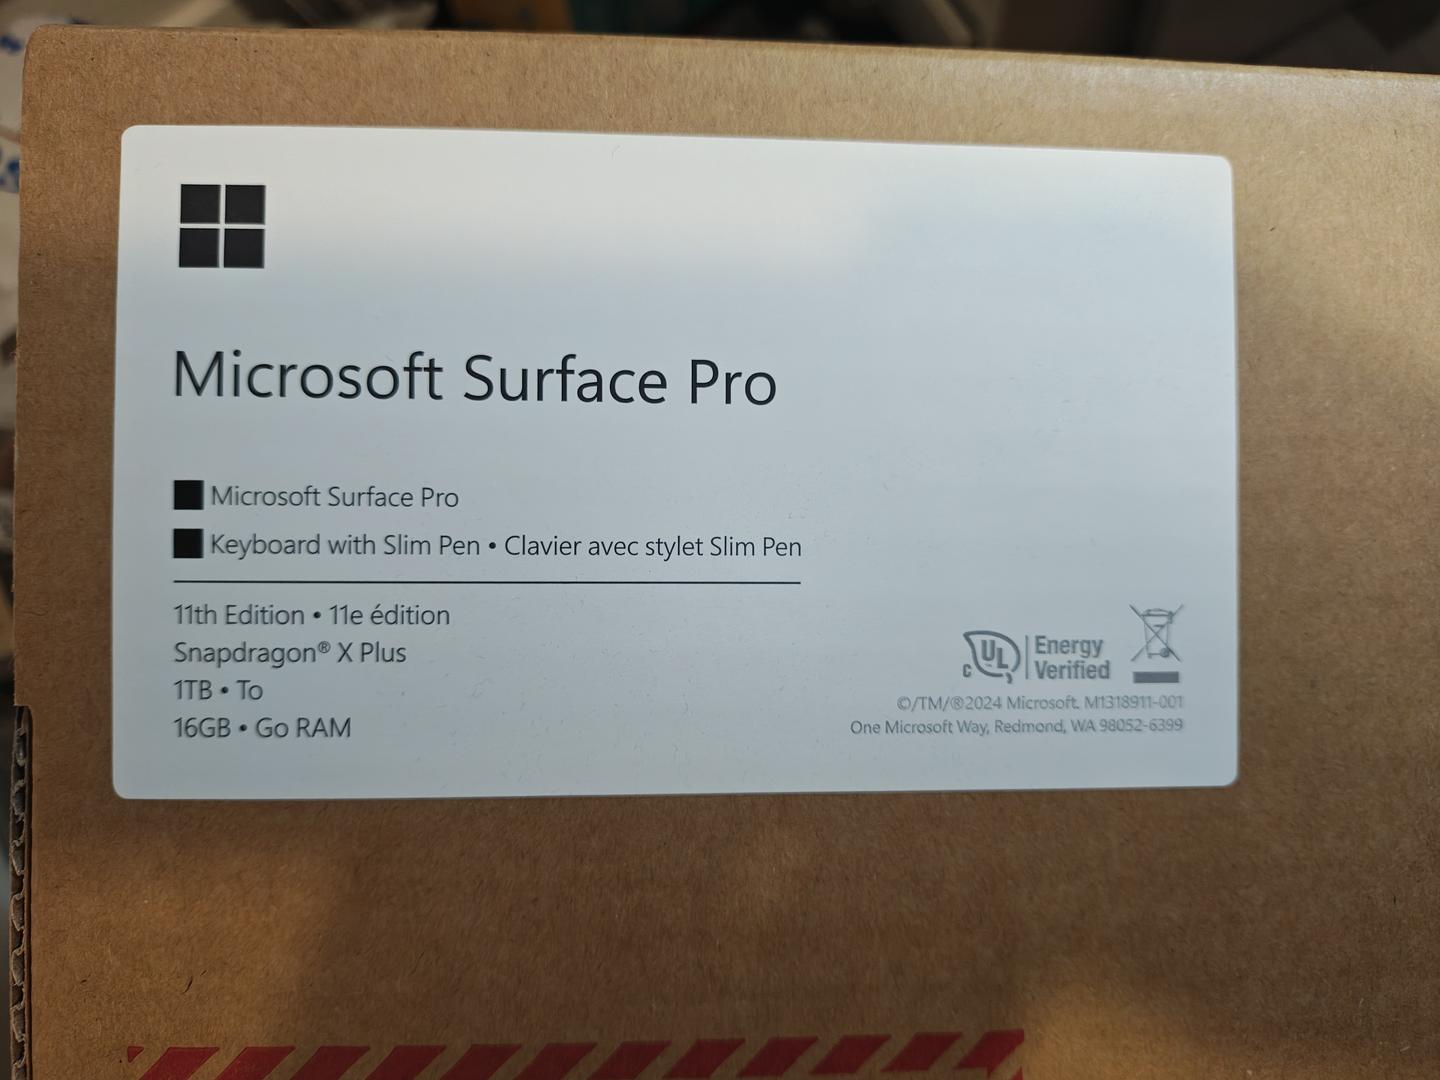 Microsoft Surface Pro
Microsoft Surface Pro
Keyboard with Slim Pen • Clavier avec stylet Slim Pen
11th Edition • 11e édition
Snapdragon® X Plus
1TB • To
16GB • Go RAM
c UL Energy
Verified
©/TM/®2024 Microsoft. M1318911-001
One Microsoft Way, Redmond, WA 98052-6399